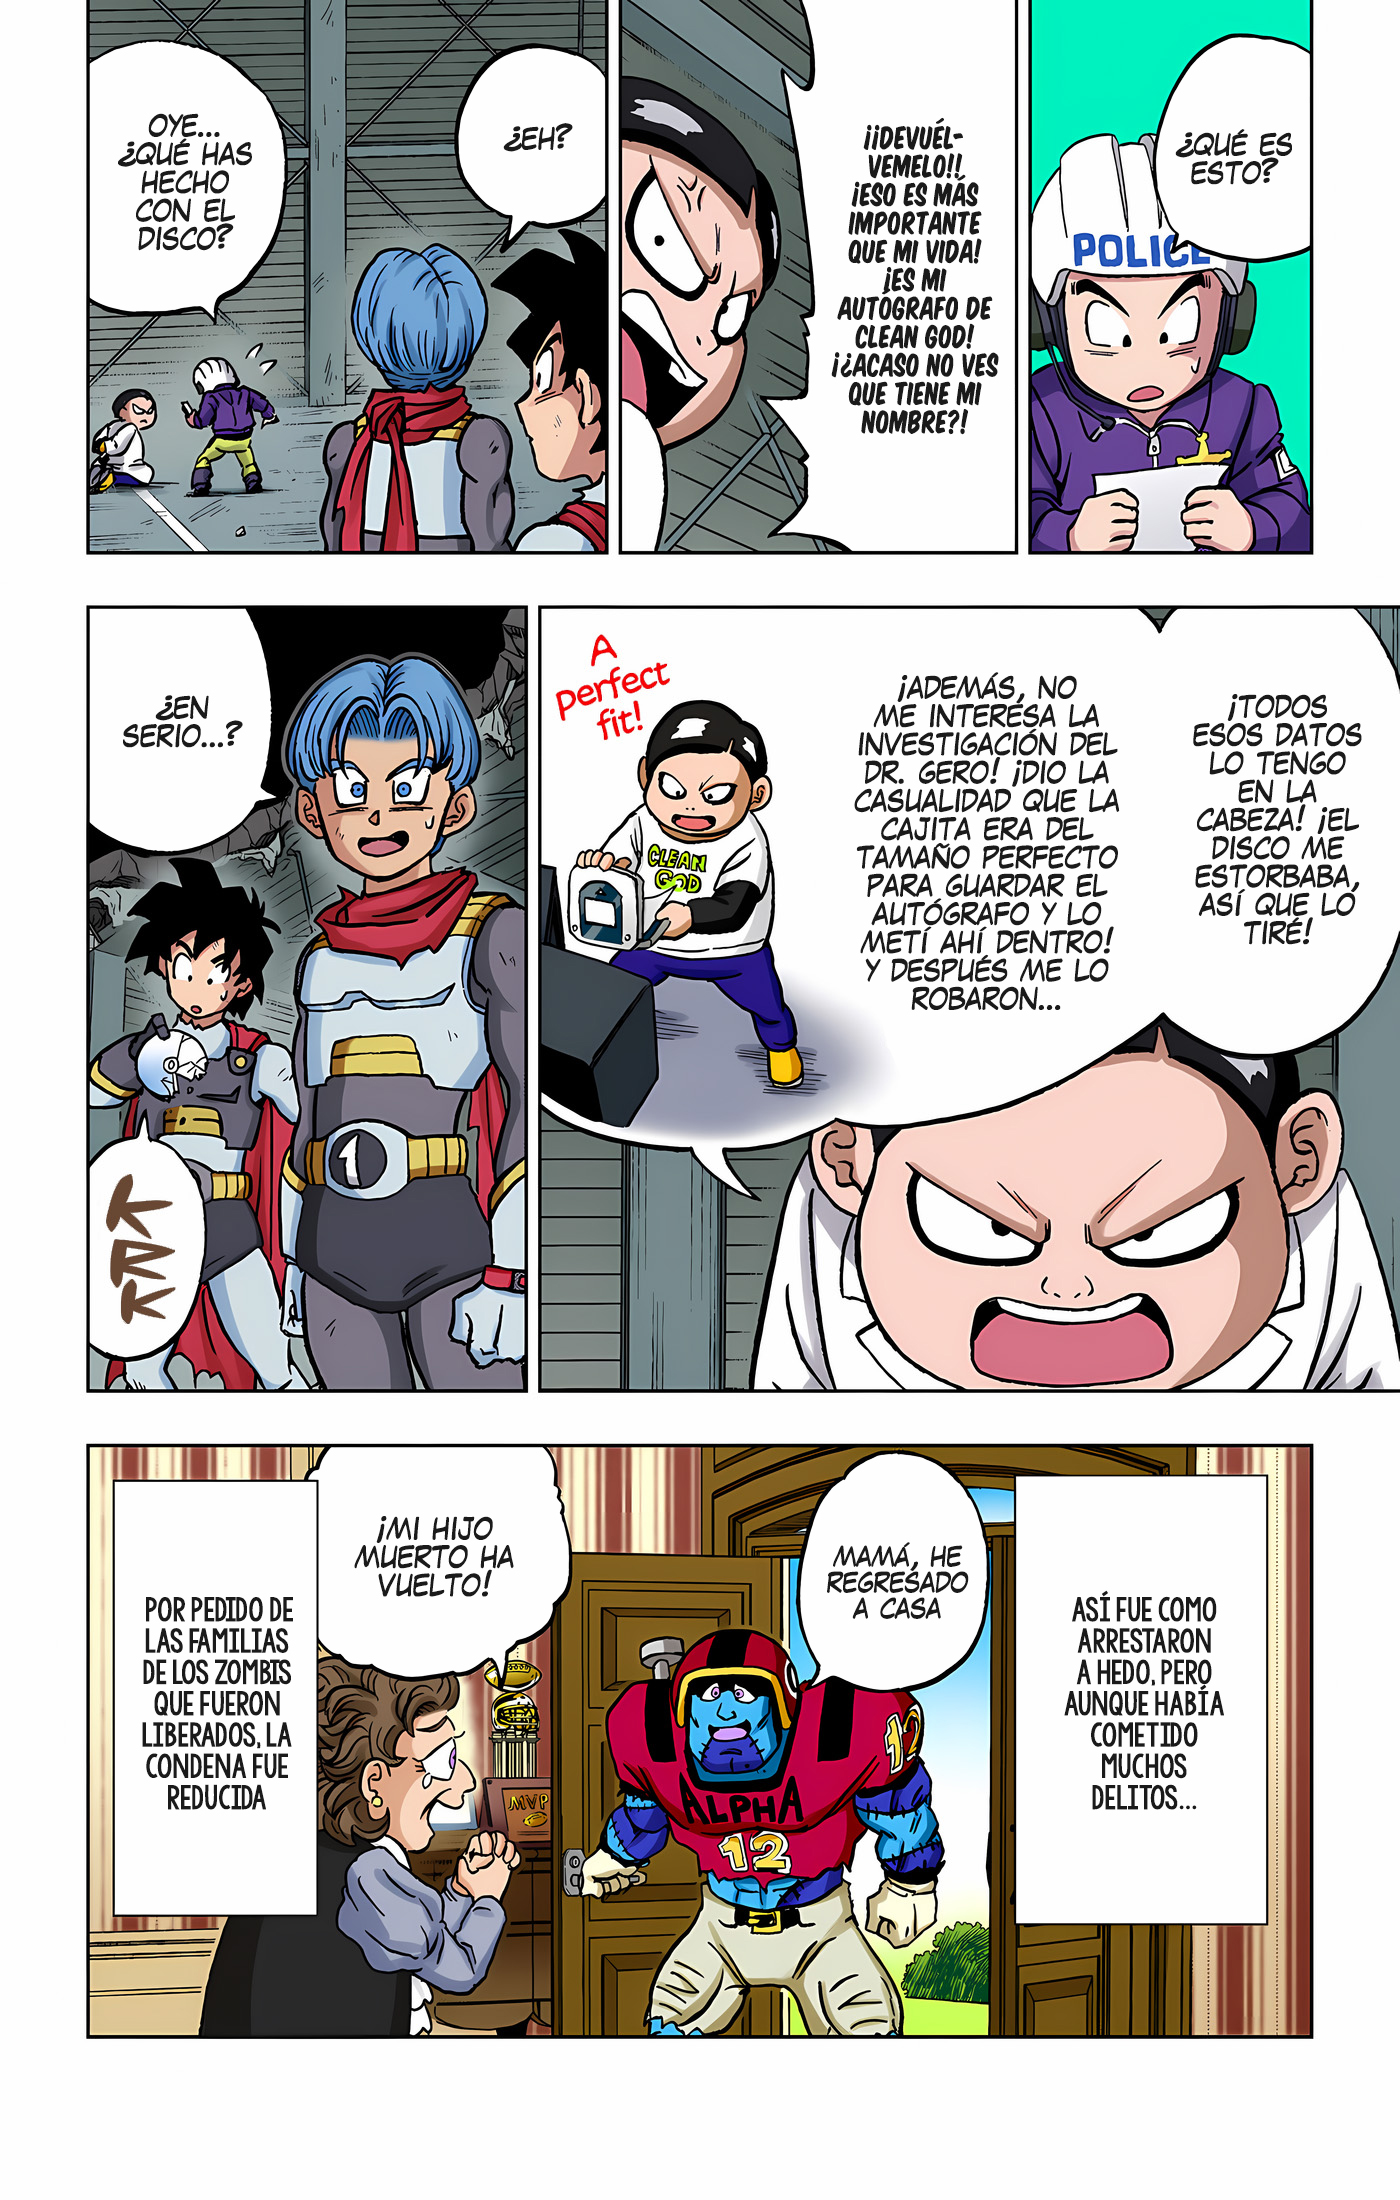 ¿QUÉ ES
ESTO?
POLICE
¡¡DEVUÉL-
VEMELO!!
¡ESO ES MÁS
IMPORTANTE
QUE MI VIDA!
¡ES MI
AUTÓGRAFO DE
CLEAN GOD!
¡¿ACASO NO VES
QUE TIENE MI
NOMBRE?!
¿EH?
OYE...
¿QUÉ HAS
HECHO
CON EL
DISCO?
¡TODOS
ESOS DATOS
LO TENGO
EN LA
CABEZA! ¡EL
DISCO ME
ESTORBABA,
ASÍ QUE LO
TIRÉ!
¡ADEMÁS, NO
ME INTERESA LA
INVESTIGACIÓN DEL
DR. GERO! ¡DIO LA
CASUALIDAD QUE LA
CAJITA ERA DEL
TAMAÑO PERFECTO
PARA GUARDAR EL
AUTÓGRAFO Y LO
METÍ AHÍ DENTRO!
Y DESPUÉS ME LO
ROBARON...
A
perfect
fit!
CLEAN
GOD
¿EN
SERIO...?
1
KRK
ASÍ FUE COMO
ARRESTARON
A HEDO, PERO
AUNQUE HABÍA
COMETIDO
MUCHOS
DELITOS...
MAMÁ, HE
REGRESADO
A CASA
12
ALPHA
12
¡MI HIJO
MUERTO HA
VUELTO!
MVP
POR PEDIDO DE
LAS FAMILIAS
DE LOS ZOMBIS
QUE FUERON
LIBERADOS, LA
CONDENA FUE
REDUCIDA